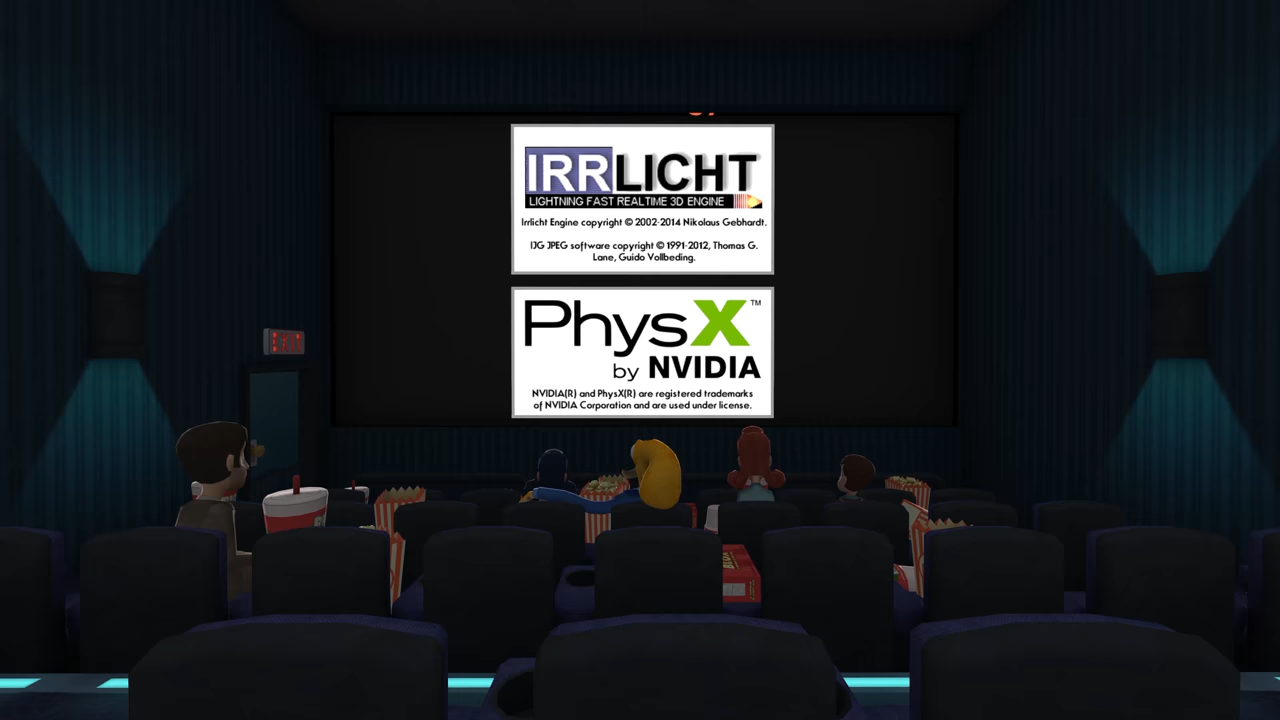 IRRLICHT
LIGHTNING FAST REALTIME 3D ENGINE
Irrlicht Engine copyright © 2002-2014 Nikolaus Gebhardt.
IJG JPEG software copyright © 1991-2012, Thomas G.
Lane, Guido Vollbeding.
PhysX™
by NVIDIA
NVIDIA(R) and PhysX(R) are registered trademarks
of NVIDIA Corporation and are used under license.
EXIT